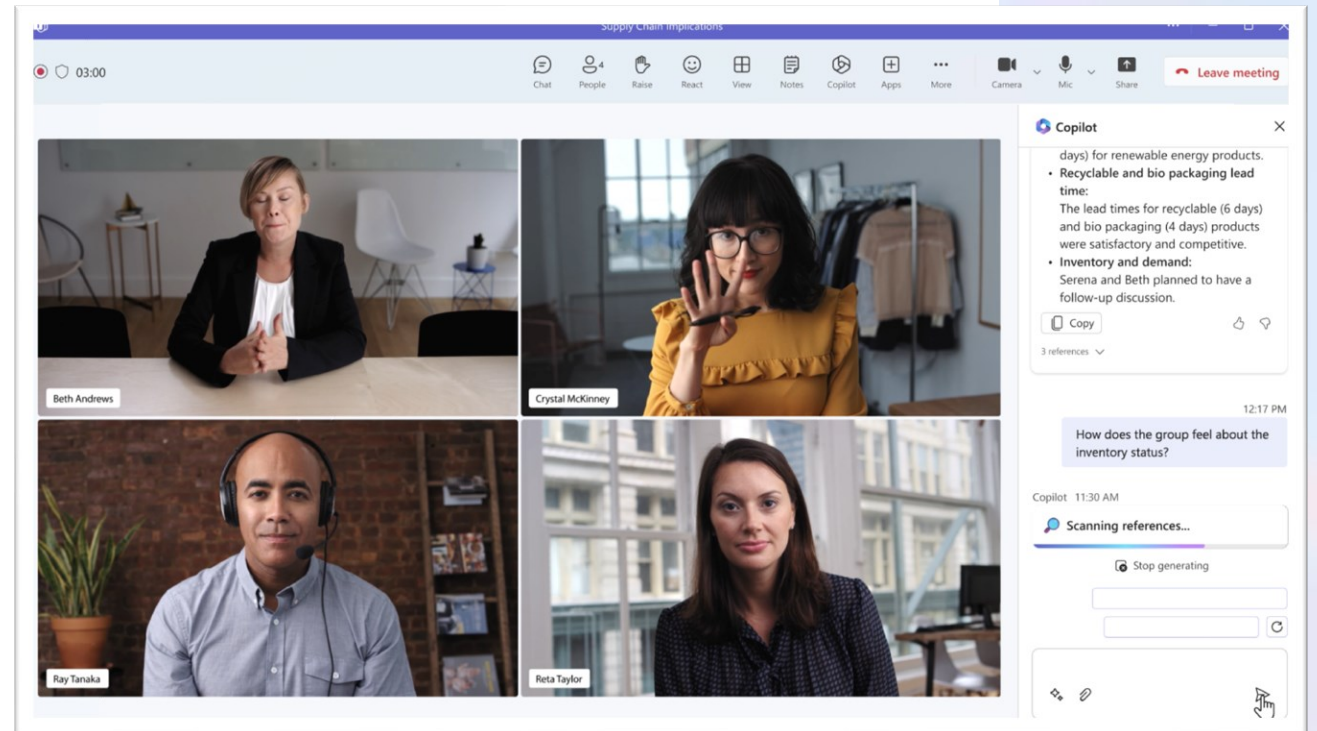 Supply Chain Implications
03:00
Chat
People
4
Raise
React
View
Notes
Copilot
Apps
More
Camera
Mic
Share
Leave meeting
Beth Andrews
Crystal McKinney
Ray Tanaka
Reta Taylor
Copilot
days) for renewable energy products.
• Recyclable and bio packaging lead
time:
The lead times for recyclable (6 days)
and bio packaging (4 days) products
were satisfactory and competitive.
• Inventory and demand:
Serena and Beth planned to have a
follow-up discussion.
Copy
3 references
12:17 PM
How does the group feel about the
inventory status?
Copilot 11:30 AM
Scanning references...
Stop generating